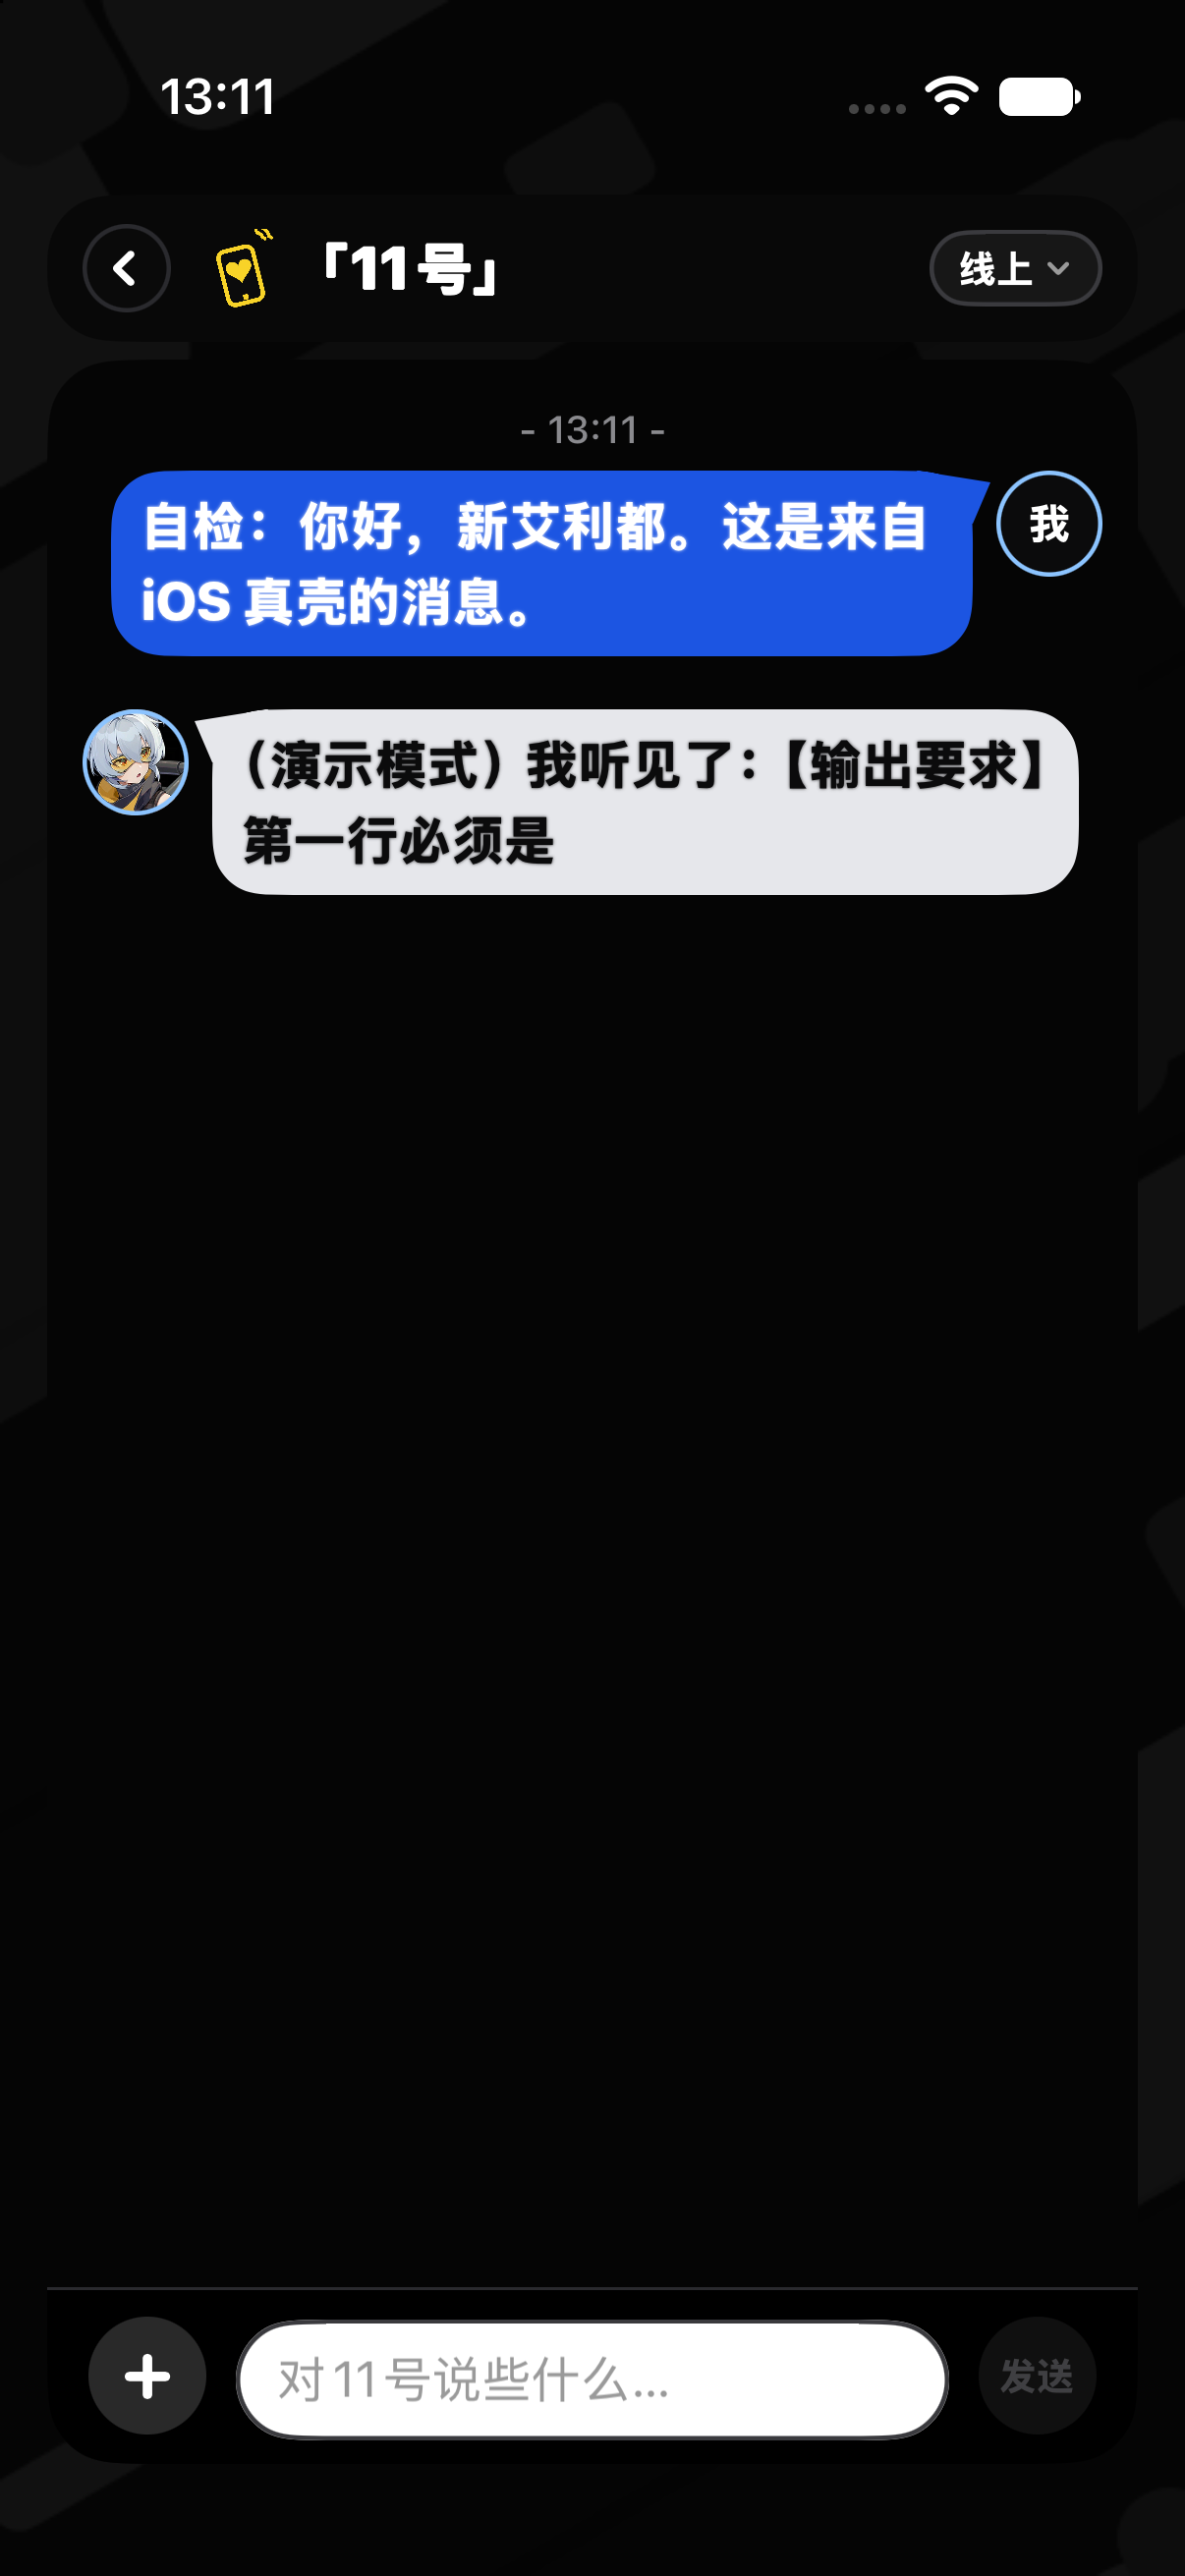 13:11
「11号」
线上
- 13:11 -
自检：你好，新艾利都。这是来自
iOS 真壳的消息。
我
（演示模式）我听见了：【输出要求】
第一行必须是
对 11 号说些什么...
发送